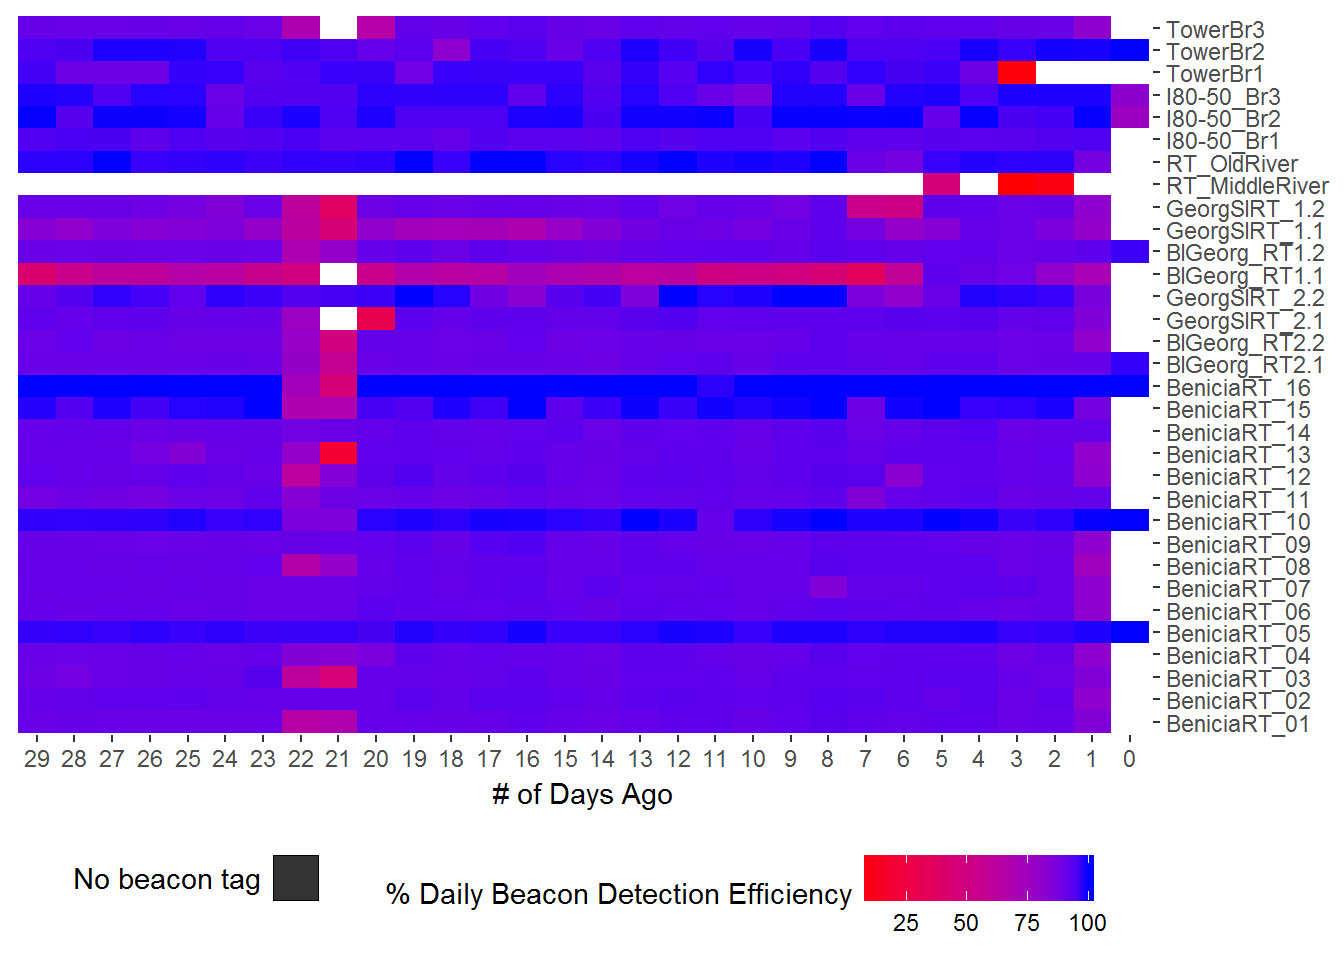 TowerBr3
TowerBr2
TowerBr1
I80-50_Br3
I80-50_Br2
I80-50_Br1
RT_OldRiver
RT_MiddleRiver
GeorgSlRT_1.2
GeorgSlRT_1.1
BlGeorg_RT1.2
BlGeorg_RT1.1
GeorgSlRT_2.2
GeorgSlRT_2.1
BlGeorg_RT2.2
BlGeorg_RT2.1
BeniciaRT_16
BeniciaRT_15
BeniciaRT_14
BeniciaRT_13
BeniciaRT_12
BeniciaRT_11
BeniciaRT_10
BeniciaRT_09
BeniciaRT_08
BeniciaRT_07
BeniciaRT_06
BeniciaRT_05
BeniciaRT_04
BeniciaRT_03
BeniciaRT_02
BeniciaRT_01
29 28 27 26 25 24 23 22 21 20 19 18 17 16 15 14 13 12 11 10 9 8 7 6 5 4 3 2 1 0
# of Days Ago
No beacon tag
% Daily Beacon Detection Efficiency
25 50 75 100